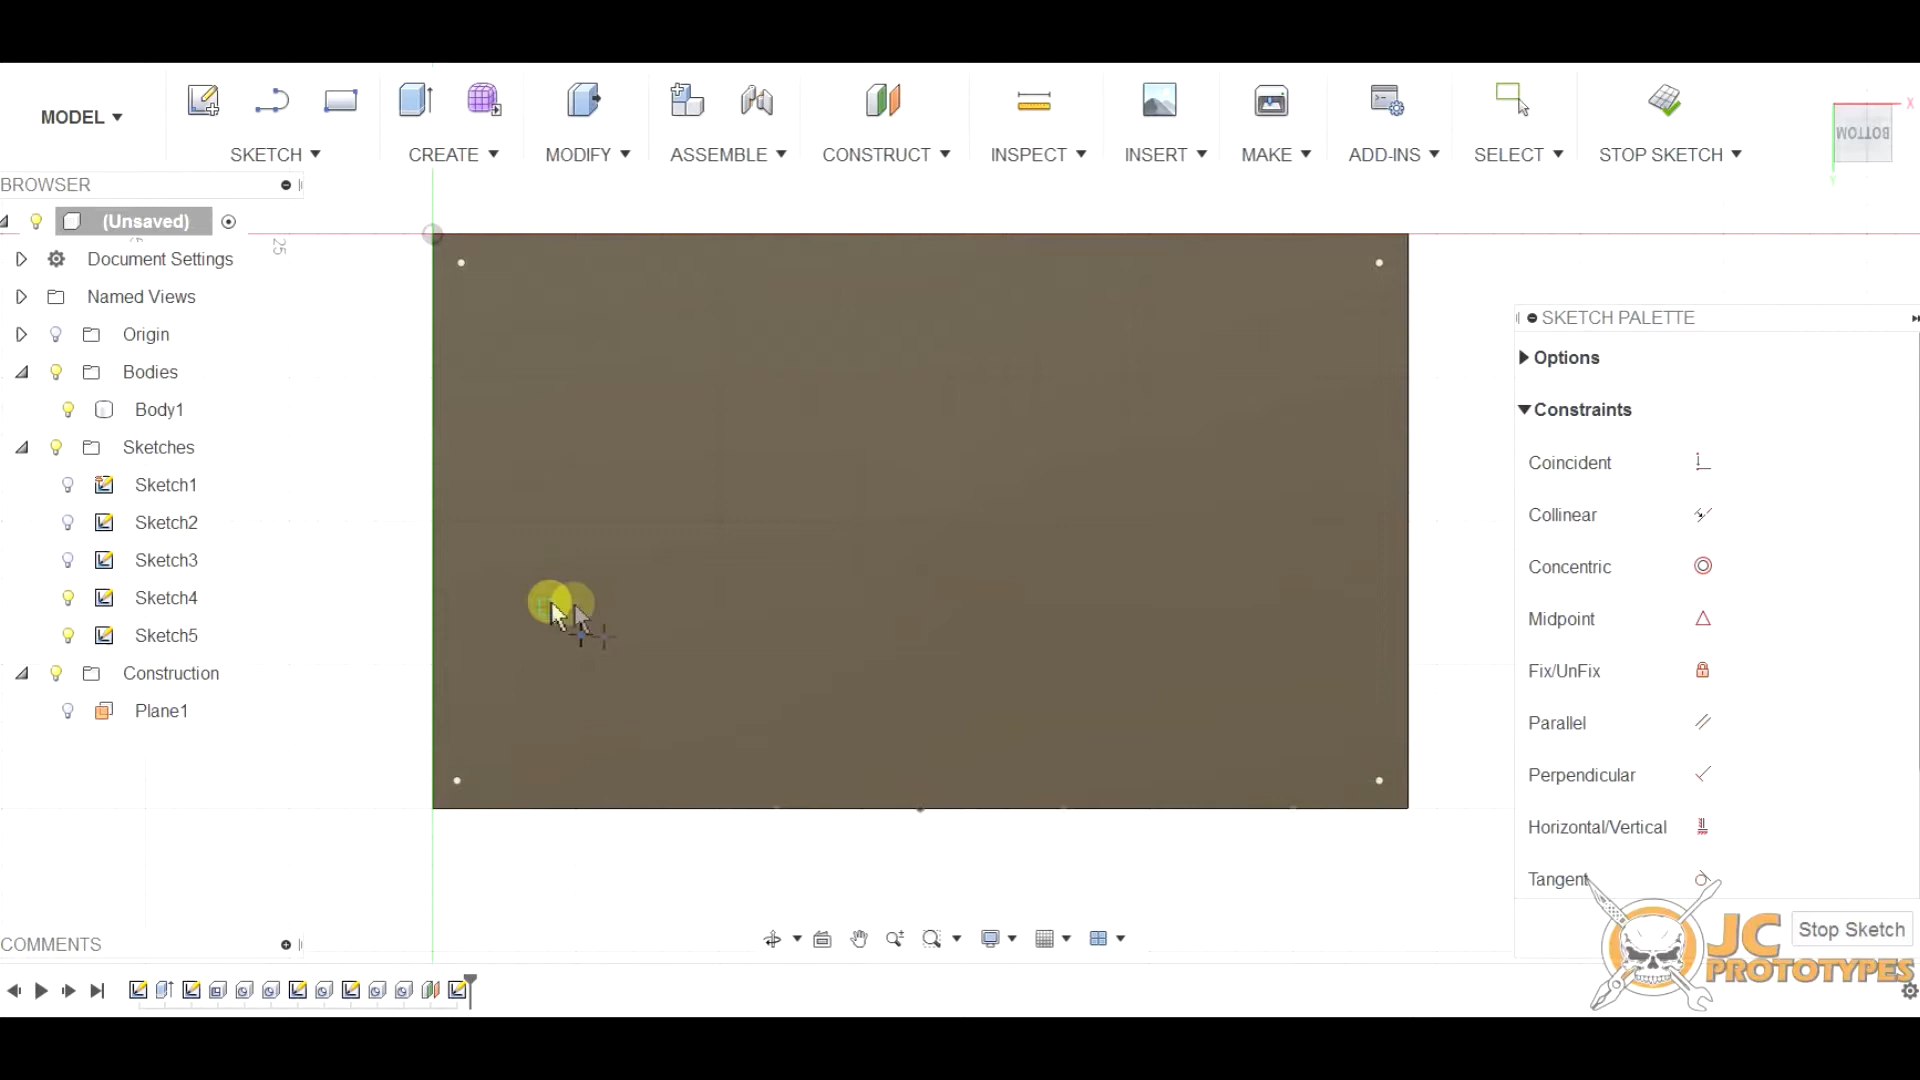 MODEL
SKETCH
CREATE
MODIFY
ASSEMBLE
CONSTRUCT
INSPECT
INSERT
MAKE
ADD-INS
SELECT
STOP SKETCH
X
BOTTOM
Y
BROWSER
(Unsaved)
25
Document Settings
Named Views
Origin
Bodies
Body1
Sketches
Sketch1
Sketch2
Sketch3
Sketch4
Sketch5
Construction
Plane1
SKETCH PALETTE
Options
Constraints
Coincident
Collinear
Concentric
Midpoint
Fix/UnFix
Parallel
Perpendicular
Horizontal/Vertical
Tangent
Stop Sketch
JC
PROTOTYPES
COMMENTS